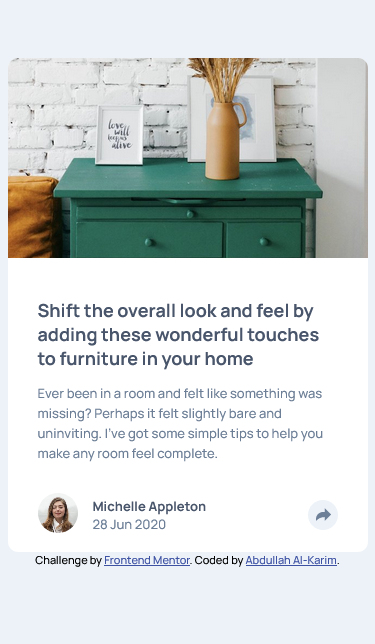 love
will
keep us
alive
Shift the overall look and feel by
adding these wonderful touches
to furniture in your home
Ever been in a room and felt like something was
missing? Perhaps it felt slightly bare and
uninviting. I've got some simple tips to help you
make any room feel complete.
Michelle Appleton
28 Jun 2020
Challenge by Frontend Mentor. Coded by Abdullah Al-Karim.